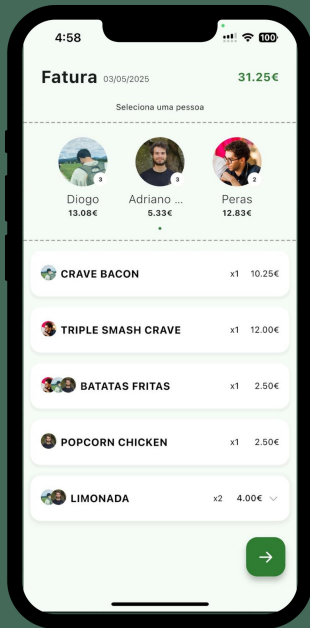 4:58 100
Fatura 03/05/2025 31.25€
Seleciona uma pessoa
3 3 2
Diogo Adriano ... Peras
13.08€ 5.33€ 12.83€
CRAVE BACON x1 10.25€
TRIPLE SMASH CRAVE x1 12.00€
BATATAS FRITAS x1 2.50€
POPCORN CHICKEN x1 2.50€
LIMONADA x2 4.00€